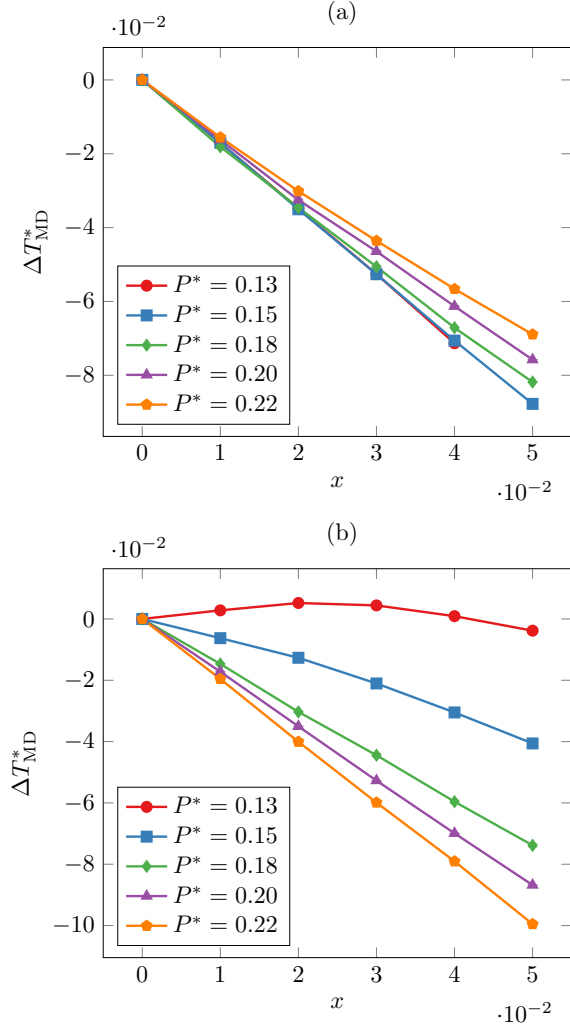 (a)
·10⁻²
0
−2
−4
−6
−8
ΔT*MD
P* = 0.13
P* = 0.15
P* = 0.18
P* = 0.20
P* = 0.22
0 1 2 3 4 5
x
·10⁻²
(b)
·10⁻²
0
−2
−4
−6
−8
−10
ΔT*MD
P* = 0.13
P* = 0.15
P* = 0.18
P* = 0.20
P* = 0.22
0 1 2 3 4 5
x
·10⁻²